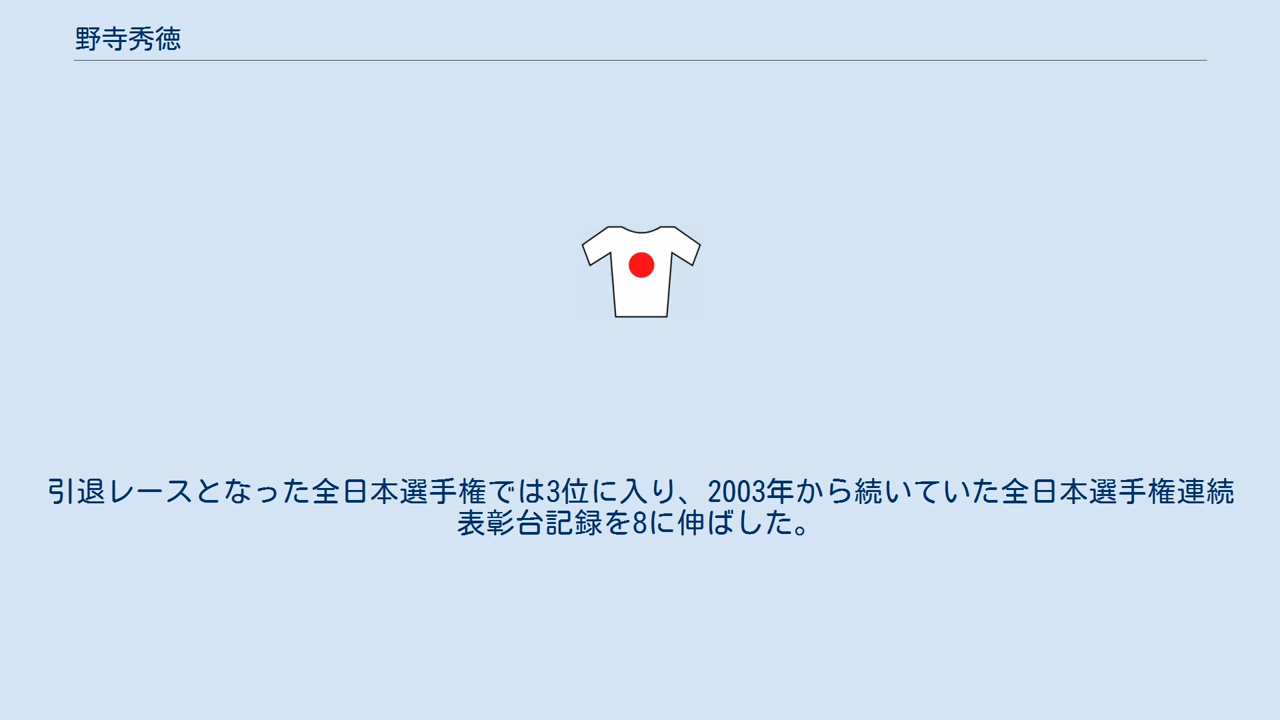 野寺秀徳
引退レースとなった全日本選手権では3位に入り、2003年から続いていた全日本選手権連続
表彰台記録を8に伸ばした。